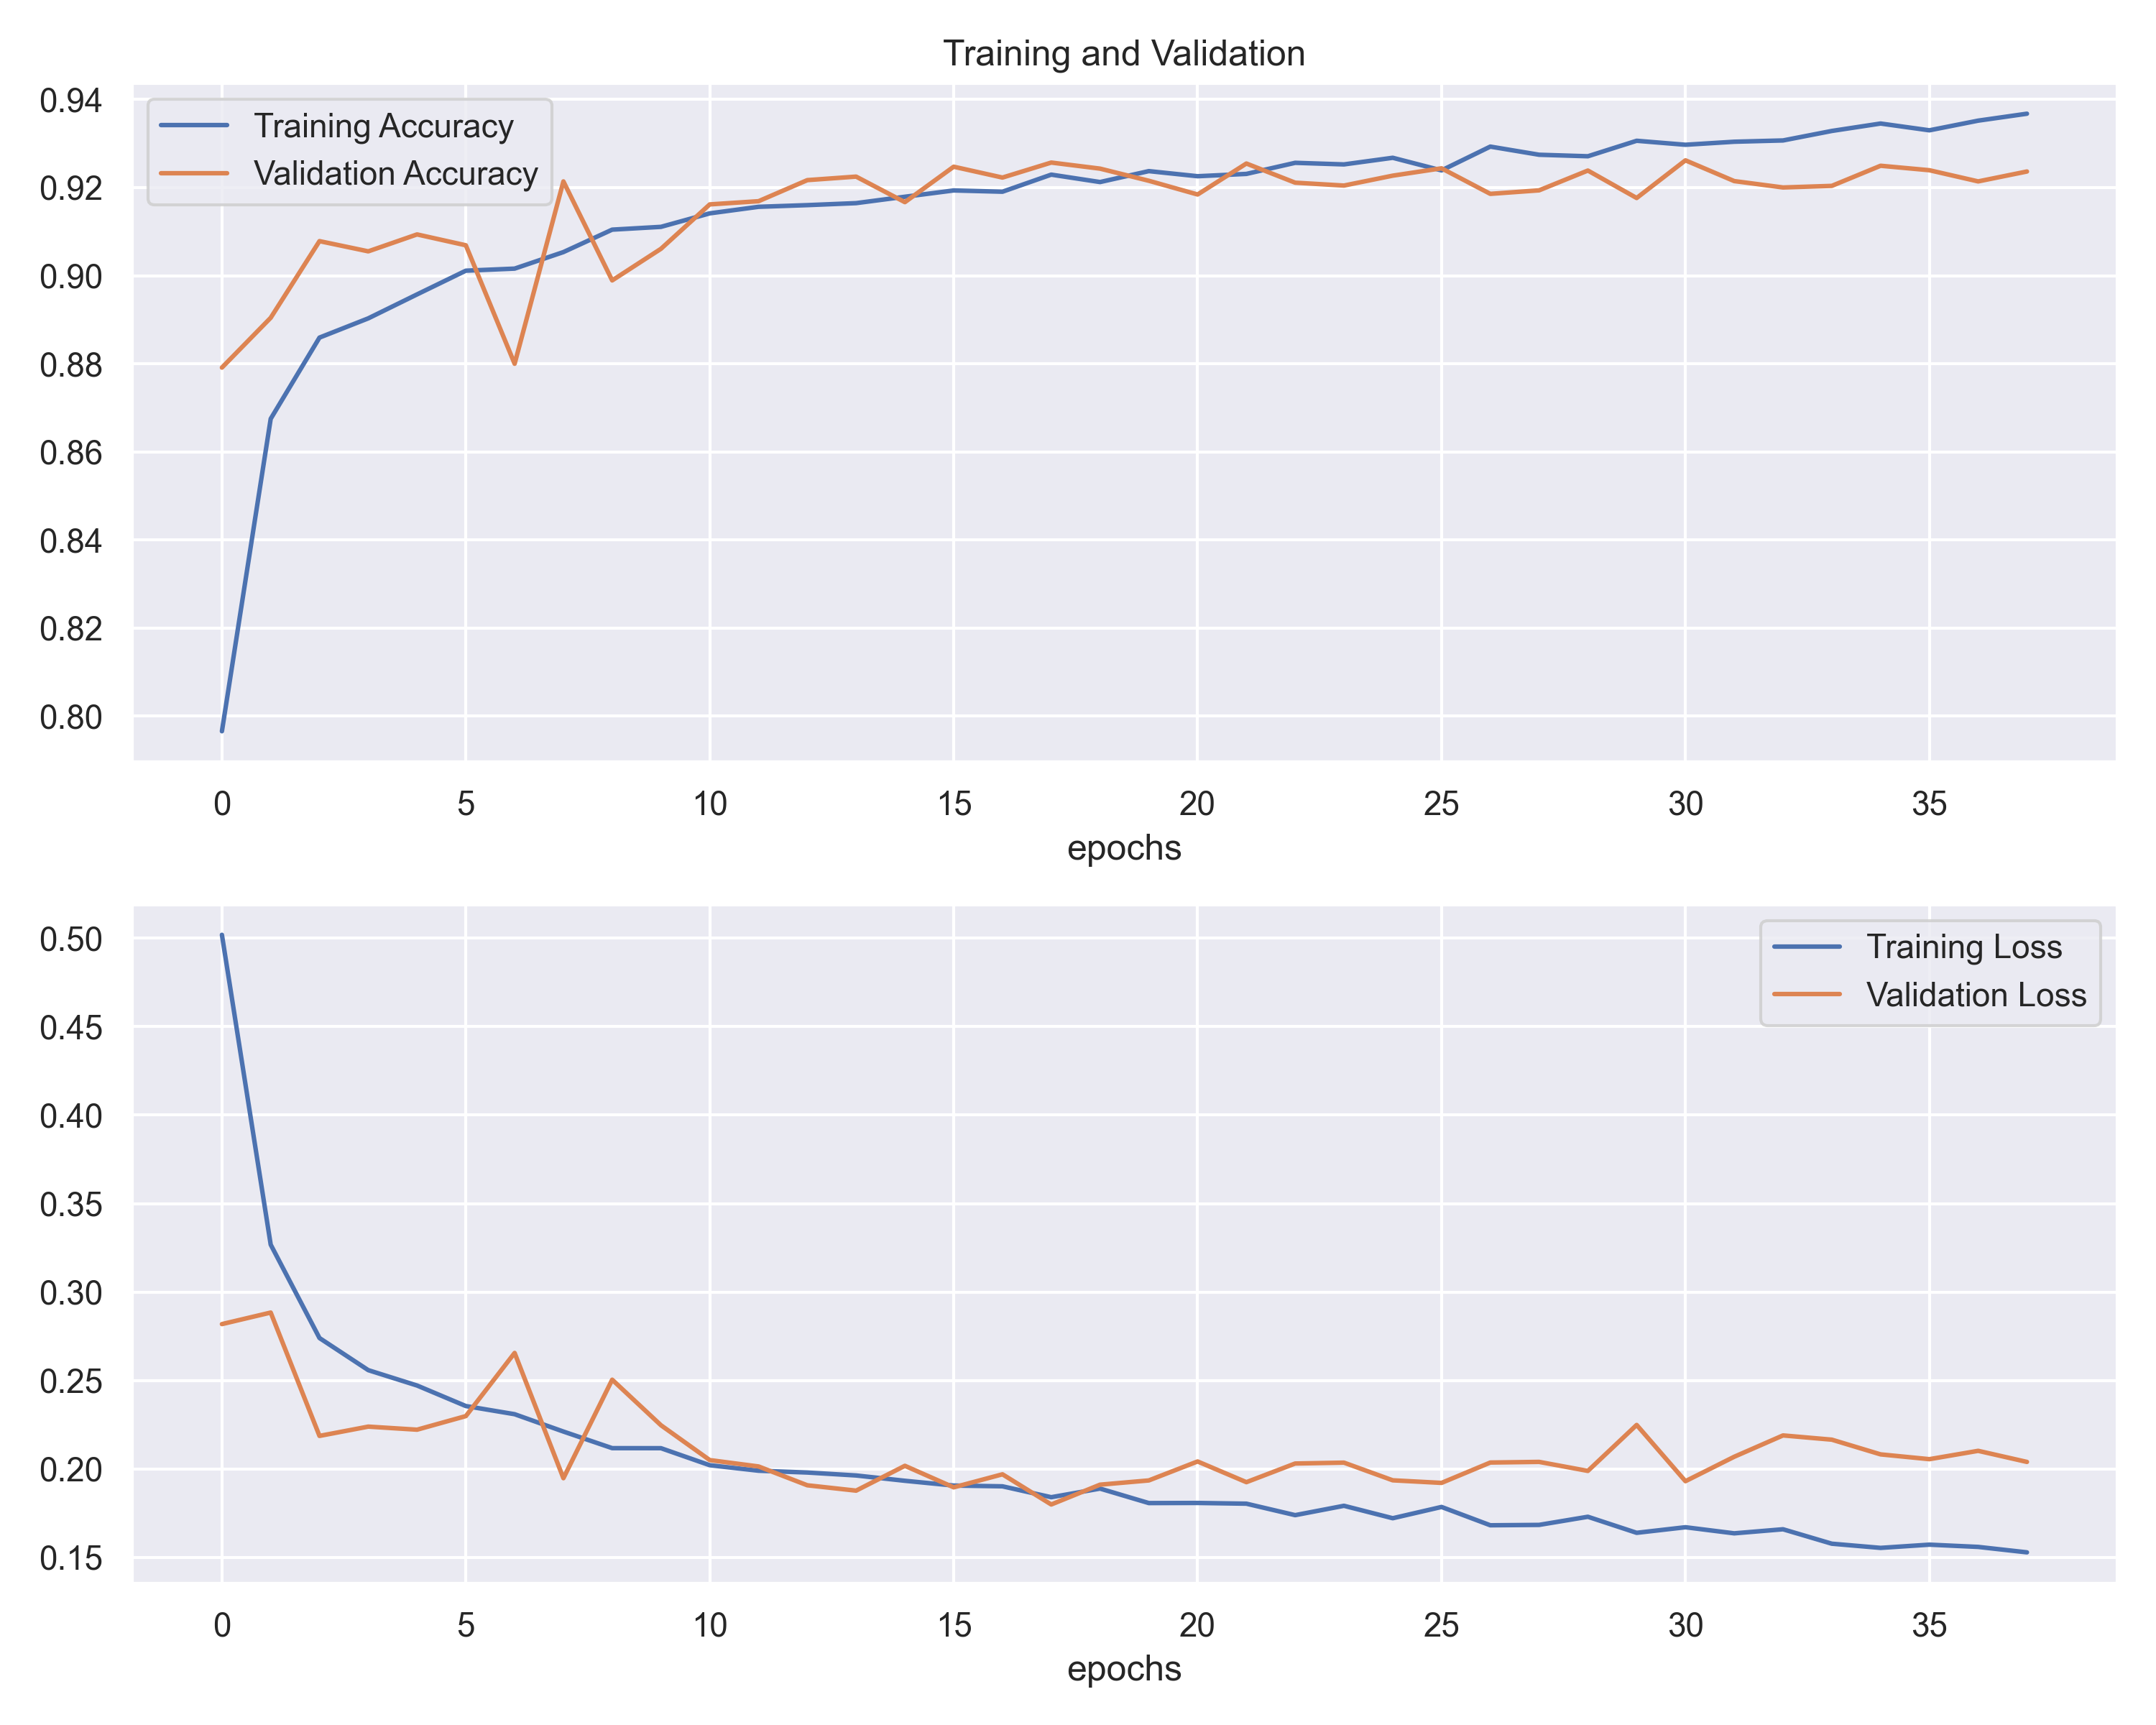 Training and Validation
0.94
0.92
0.90
0.88
0.86
0.84
0.82
0.80
Training Accuracy
Validation Accuracy
0 5 10 15 20 25 30 35
epochs
0.50
0.45
0.40
0.35
0.30
0.25
0.20
0.15
Training Loss
Validation Loss
0 5 10 15 20 25 30 35
epochs